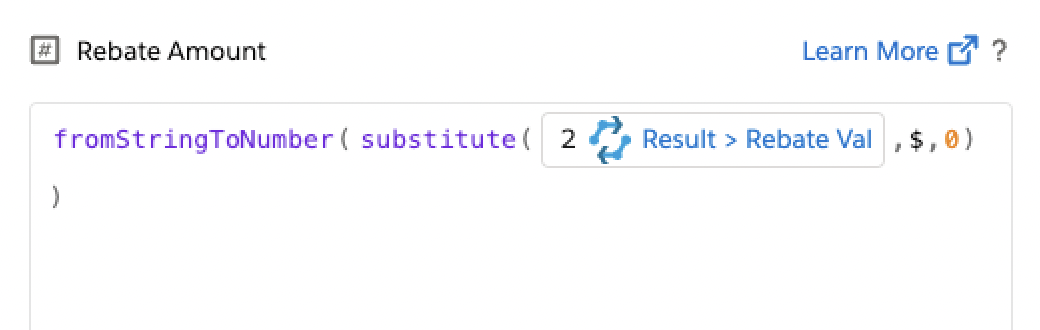 # Rebate Amount Learn More ?
fromStringToNumber( substitute( 2 Result > Rebate Val ,$,0)
)